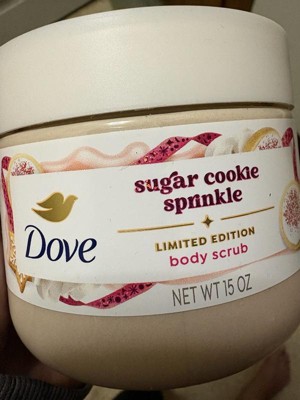 sugar cookie
sprinkle
Dove
LIMITED EDITION
body scrub
NET WT 15 OZ